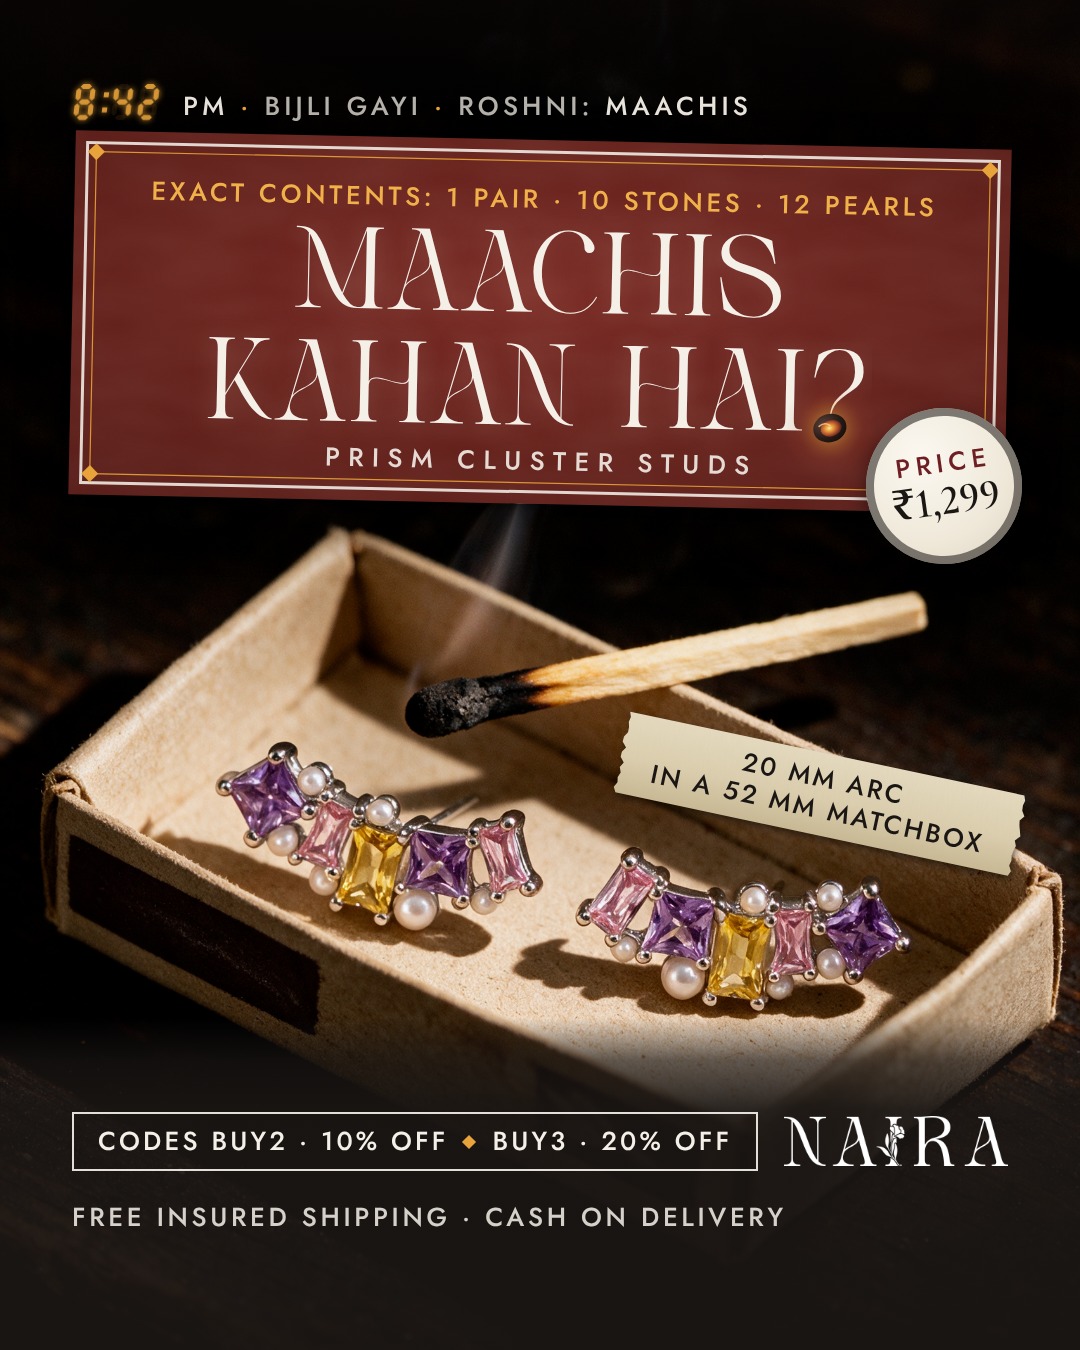 8:42 PM · BIJLI GAYI · ROSHNI: MAACHIS
EXACT CONTENTS: 1 PAIR · 10 STONES · 12 PEARLS
MAACHIS
KAHAN HAI?
PRISM CLUSTER STUDS
PRICE
₹1,299
20 MM ARC
IN A 52 MM MATCHBOX
CODES BUY2 · 10% OFF ◆ BUY3 · 20% OFF
NAIRA
FREE INSURED SHIPPING · CASH ON DELIVERY